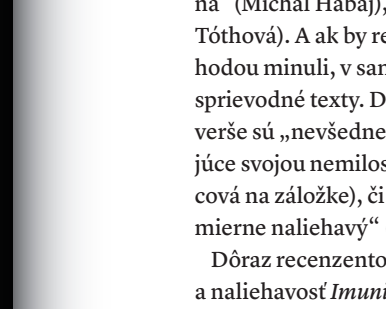 na“ (Michal Habaj),
Tóthová). A ak by re
hodou minuli, v sam
sprievodné texty. D
verše sú „nevšedne
júce svojou nemilos
cová na záložke), či
mierne naliehavý“
Dôraz recenzento
a naliehavosť Imuni